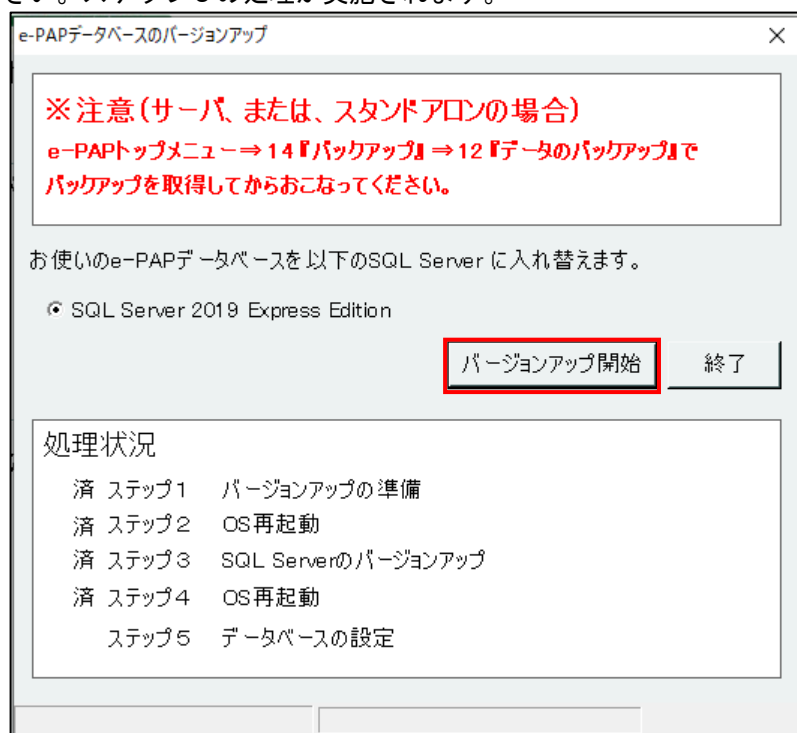 e-PAPデータベースのバージョンアップ
※注意(サーバ、または、スタンドアロンの場合)
e-PAPトップメニュー⇒14『バックアップ』⇒12『データのバックアップ』で
バックアップを取得してからおこなってください。
お使いのe-PAPデータベースを以下のSQL Server に入れ替えます。
SQL Server 2019 Express Edition
バージョンアップ開始 終了
処理状況
済 ステップ1 バージョンアップの準備
済 ステップ2 OS再起動
済 ステップ3 SQL Serverのバージョンアップ
済 ステップ4 OS再起動
ステップ5 データベースの設定